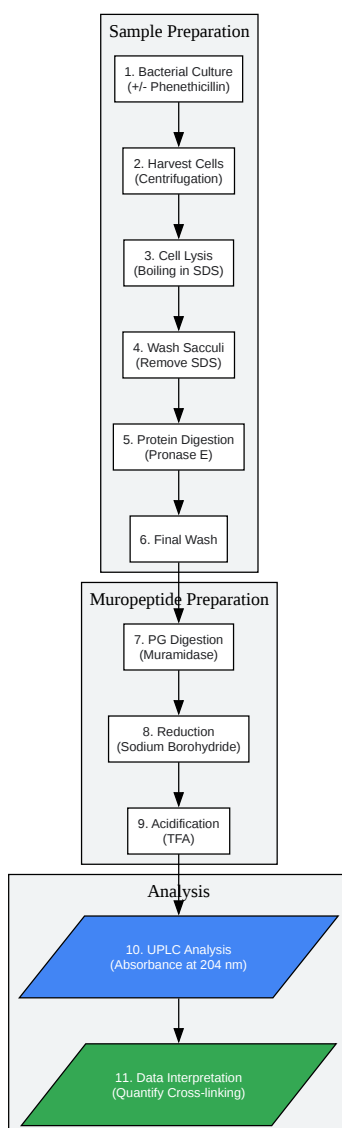 Sample Preparation
1. Bacterial Culture
(+/- Phenethicillin)
2. Harvest Cells
(Centrifugation)
3. Cell Lysis
(Boiling in SDS)
4. Wash Sacculi
(Remove SDS)
5. Protein Digestion
(Pronase E)
6. Final Wash
Muropeptide Preparation
7. PG Digestion
(Muramidase)
8. Reduction
(Sodium Borohydride)
9. Acidification
(TFA)
Analysis
10. UPLC Analysis
(Absorbance at 204 nm)
11. Data Interpretation
(Quantify Cross-linking)